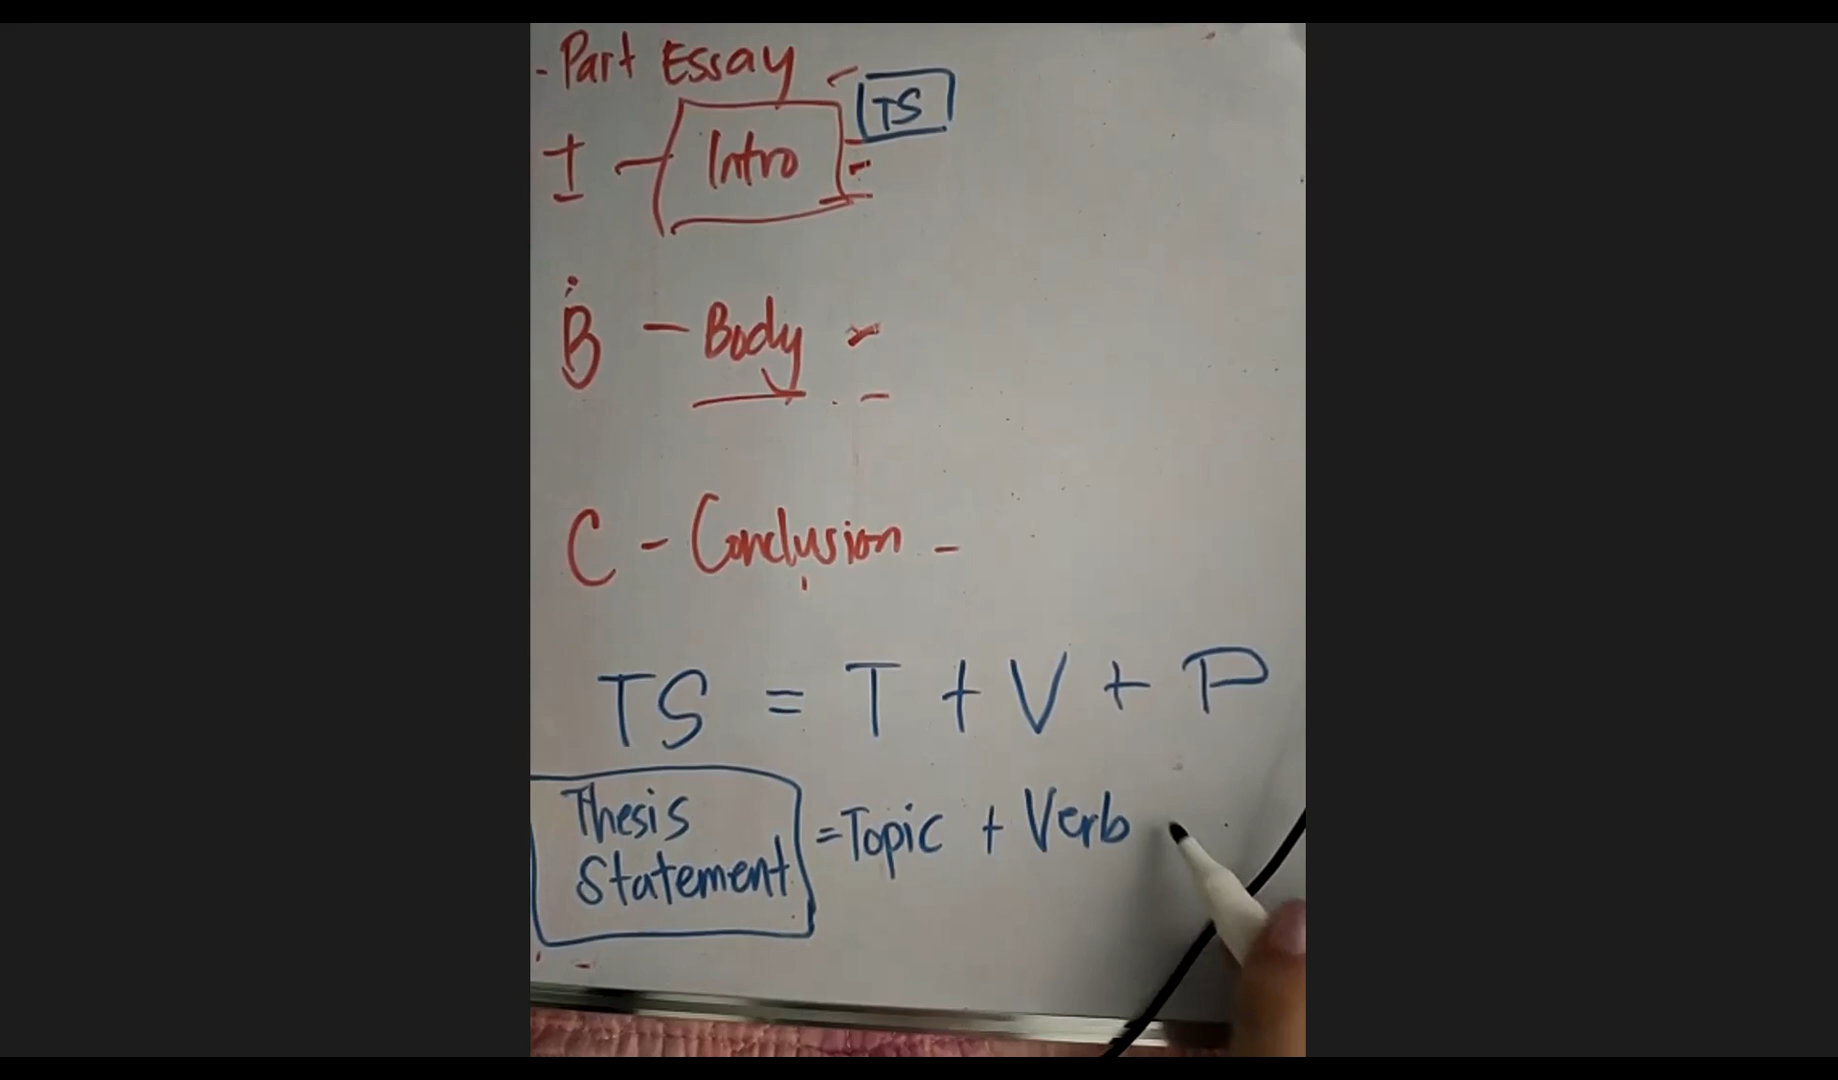 - Part Essay
TS
I - Intro
B - Body -
C - Conclusion -
TS = T + V + P
Thesis Statement = Topic + Verb